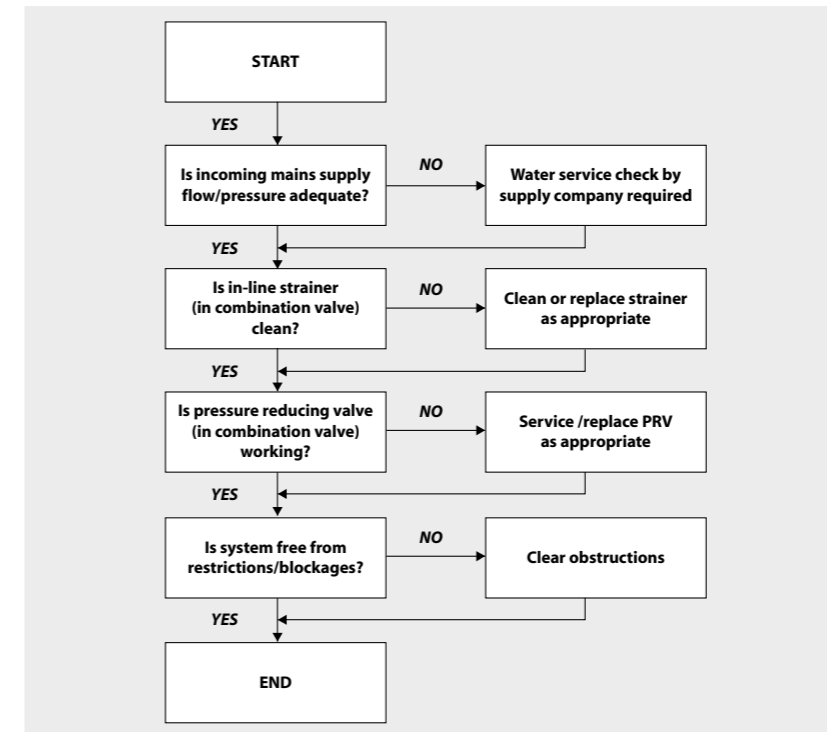 START
YES
Is incoming mains supply
flow/pressure adequate?
NO
Water service check by
supply company required
YES
Is in-line strainer
(in combination valve)
clean?
NO
Clean or replace strainer
as appropriate
YES
Is pressure reducing valve
(in combination valve)
working?
NO
Service /replace PRV
as appropriate
YES
Is system free from
restrictions/blockages?
NO
Clear obstructions
YES
END